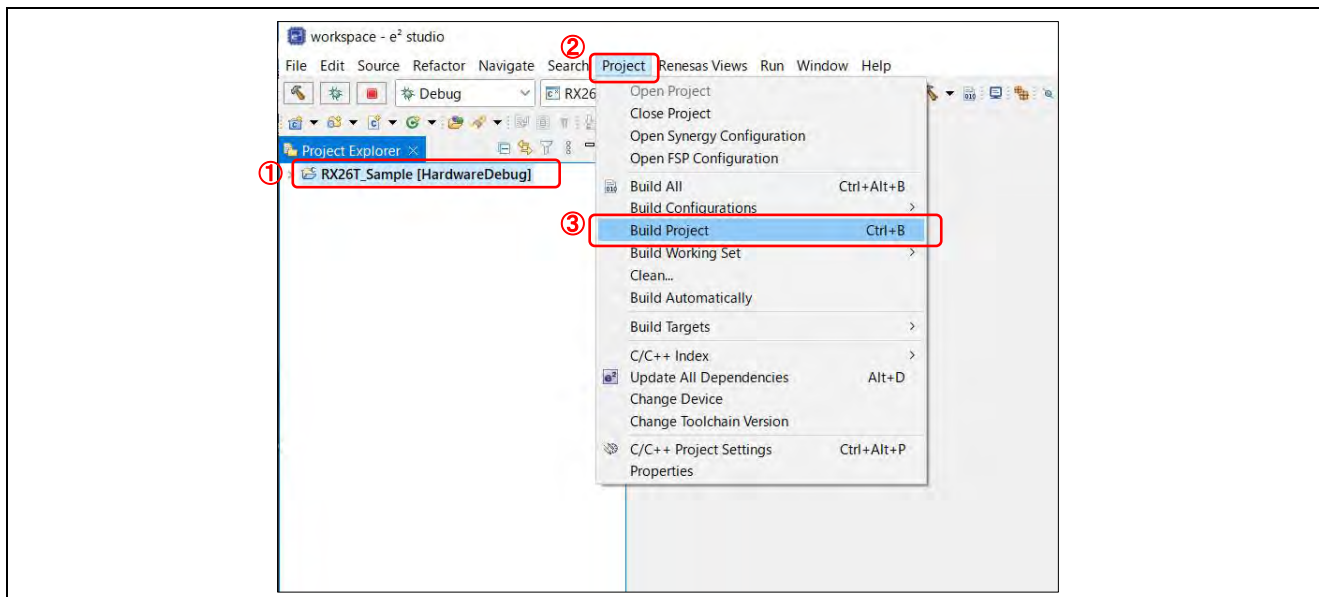 workspace - e² studio
②
File Edit Source Refactor Navigate Search Project Renesas Views Run Window Help
Debug RX26
Open Project
Close Project
Open Synergy Configuration
Open FSP Configuration
Project Explorer
① RX26T_Sample [HardwareDebug]
Build All Ctrl+Alt+B
Build Configurations
③ Build Project Ctrl+B
Build Working Set
Clean...
Build Automatically
Build Targets
C/C++ Index
Update All Dependencies Alt+D
Change Device
Change Toolchain Version
C/C++ Project Settings Ctrl+Alt+P
Properties